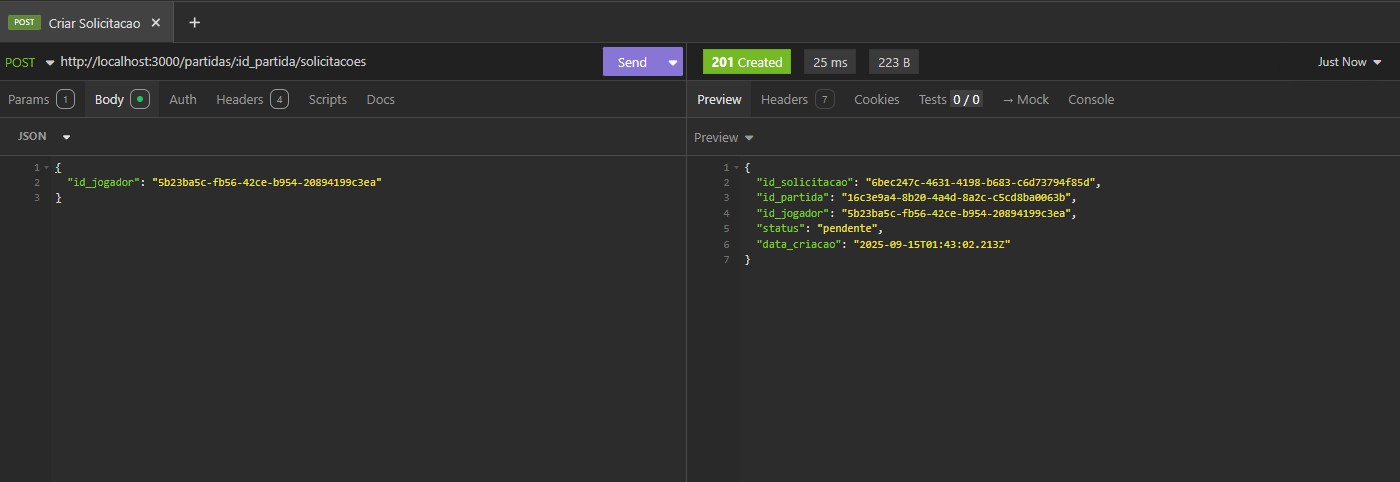 POST Criar Solicitacao × +
POST http://localhost:3000/partidas/:id_partida/solicitacoes Send
Params 1 Body Auth Headers 4 Scripts Docs
JSON
1 {
2 "id_jogador": "5b23ba5c-fb56-42ce-b954-20894199c3ea"
3 }
201 Created 25 ms 223 B Just Now
Preview Headers 7 Cookies Tests 0 / 0 → Mock Console
Preview
1 {
2 "id_solicitacao": "6bec247c-4631-4198-b683-c6d73794f85d",
3 "id_partida": "16c3e9a4-8b20-4a4d-8a2c-c5cd8ba0063b",
4 "id_jogador": "5b23ba5c-fb56-42ce-b954-20894199c3ea",
5 "status": "pendente",
6 "data_criacao": "2025-09-15T01:43:02.213Z"
7 }